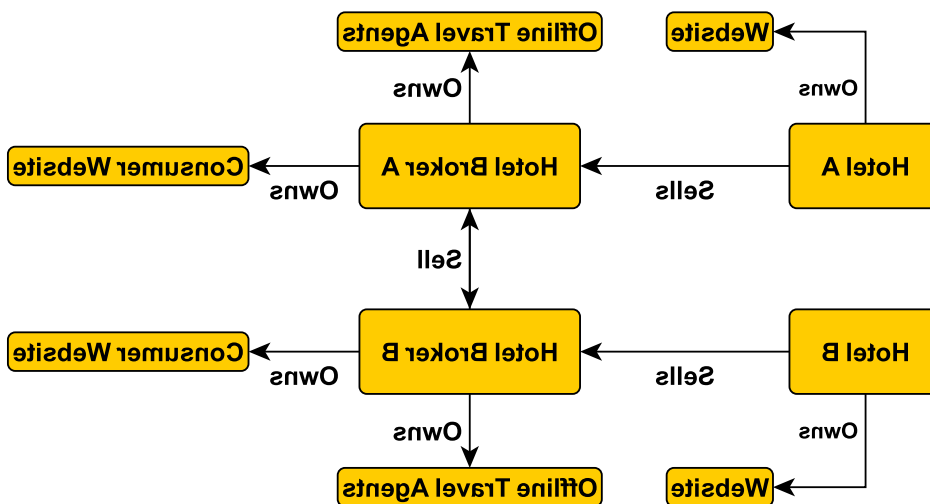 Website
Offline Travel Agents
Owns
Owns
Hotel A
Hotel Broker A
Consumer Website
Sells
Owns
Sell
Hotel B
Hotel Broker B
Consumer Website
Sells
Owns
Owns
Owns
Website
Offline Travel Agents